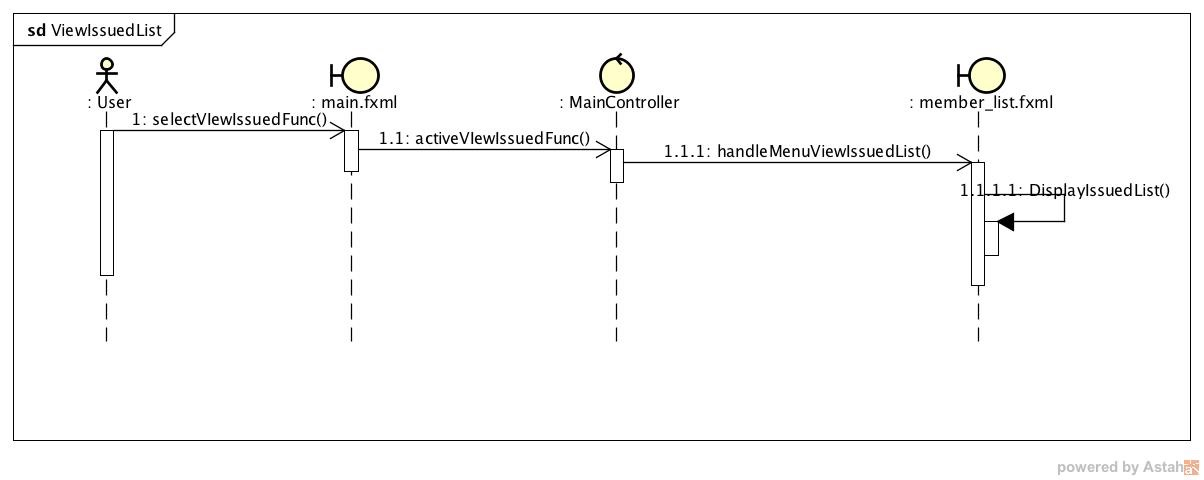 sd ViewIssuedList
: User
: main.fxml
: MainController
: member_list.fxml
1: selectVIewIssuedFunc()
1.1: activeVIewIssuedFunc()
1.1.1: handleMenuViewIssuedList()
1.1.1.1: DisplayIssuedList()
powered by Astah